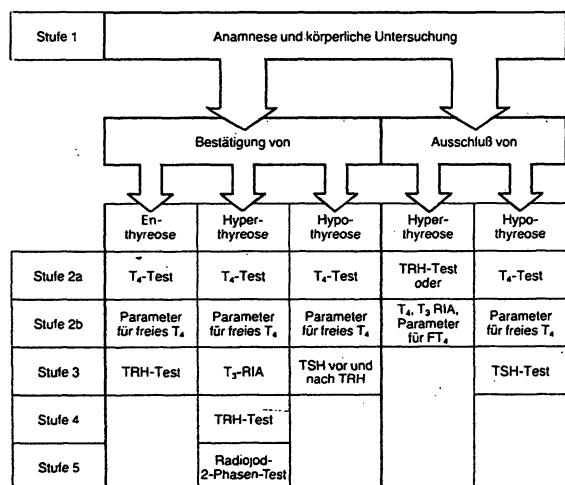 Stufe 1
Anamnese und körperliche Untersuchung
Bestätigung von
Ausschluß von
En-
thyreose
Hyper-
thyreose
Hypo-
thyreose
Hyper-
thyreose
Hypo-
thyreose
Stufe 2a
T₄-Test
T₄-Test
T₄-Test
TRH-Test
oder
T₄-Test
Stufe 2b
Parameter
für freies T₄
Parameter
für freies T₄
Parameter
für freies T₄
T₄, T₃ RIA,
Parameter
für FT₄
Parameter
für freies T₄
Stufe 3
TRH-Test
T₃-RIA
TSH vor und
nach TRH
TSH-Test
Stufe 4
TRH-Test
Stufe 5
Radiojod-
2-Phasen-Test